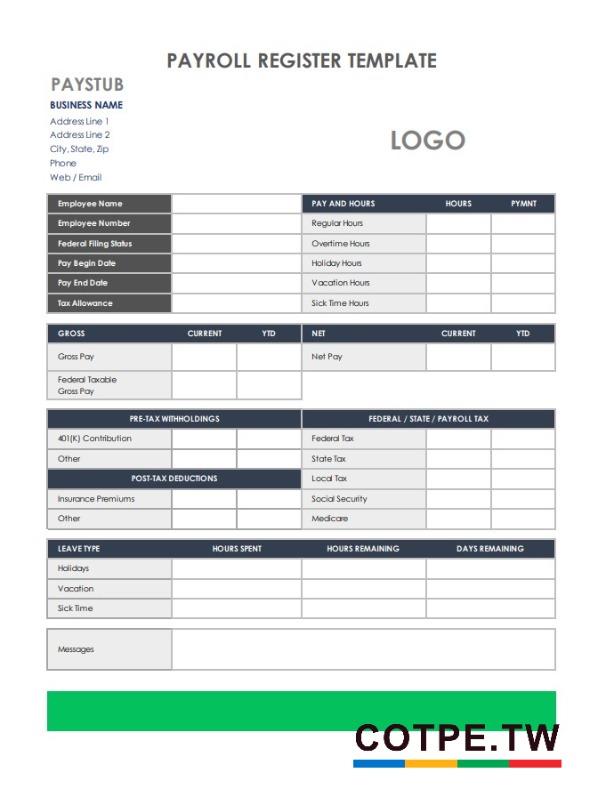 PAYROLL REGISTER TEMPLATE
PAYSTUB
BUSINESS NAME
Address Line 1
Address Line 2
City, State, Zip
Phone
Web / Email
LOGO
Employee Name
Employee Number
Federal Filing Status
Pay Begin Date
Pay End Date
Tax Allowance
PAY AND HOURS HOURS PYMNT
Regular Hours
Overtime Hours
Holiday Hours
Vacation Hours
Sick Time Hours
GROSS CURRENT YTD
Gross Pay
Federal Taxable
Gross Pay
NET CURRENT YTD
Net Pay
PRE-TAX WITHHOLDINGS
401(K) Contribution
Other
POST-TAX DEDUCTIONS
Insurance Premiums
Other
FEDERAL / STATE / PAYROLL TAX
Federal Tax
State Tax
Local Tax
Social Security
Medicare
LEAVE TYPE HOURS SPENT HOURS REMAINING DAYS REMAINING
Holidays
Vacation
Sick Time
Messages
COTPE.TW